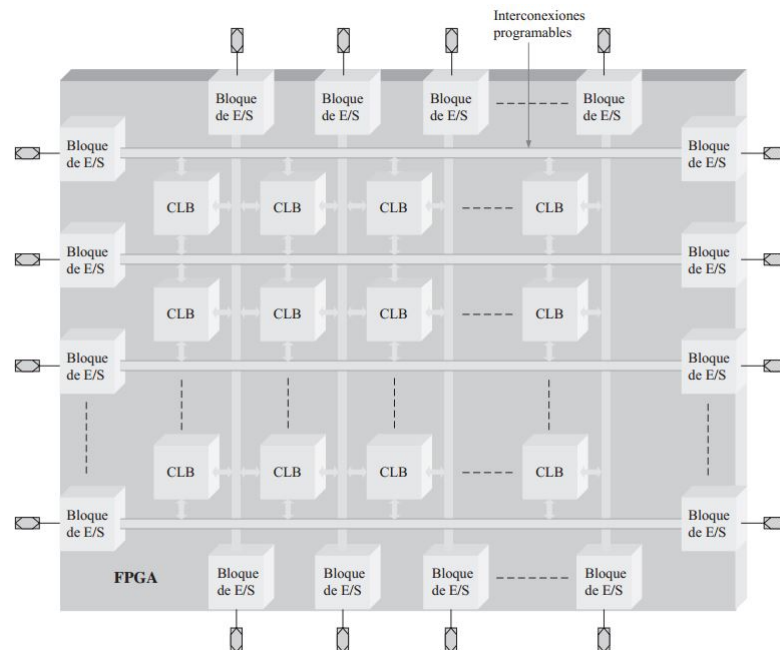 Interconexiones
programables
Bloque
de E/S
Bloque
de E/S
Bloque
de E/S
Bloque
de E/S
Bloque
de E/S
Bloque
de E/S
CLB
CLB
CLB
CLB
Bloque
de E/S
Bloque
de E/S
CLB
CLB
CLB
CLB
Bloque
de E/S
Bloque
de E/S
CLB
CLB
CLB
CLB
Bloque
de E/S
Bloque
de E/S
FPGA
Bloque
de E/S
Bloque
de E/S
Bloque
de E/S
Bloque
de E/S